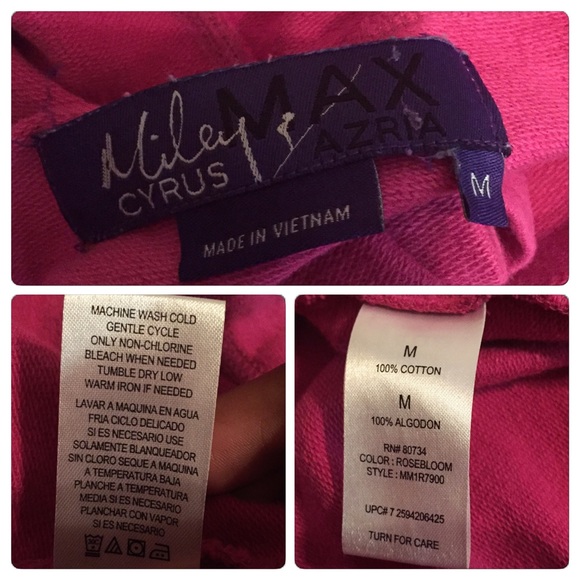 Miley & MAX
CYRUS AZRIA
M
MADE IN VIETNAM
MACHINE WASH COLD
GENTLE CYCLE
ONLY NON-CHLORINE
BLEACH WHEN NEEDED
TUMBLE DRY LOW
WARM IRON IF NEEDED
LAVAR A MAQUINA EN AGUA
FRIA CICLO DELICADO
SI ES NECESARIO USE
SOLAMENTE BLANQUEADOR
SIN CLORO SEQUE A MAQUINA
A TEMPERATURA BAJA
PLANCHE A TEMPERATURA
MEDIA SI ES NECESARIO
PLANCHAR CON VAPOR
SI ES NECESARIO
M
100% COTTON
M
100% ALGODON
RN# 80734
COLOR : ROSEBLOOM
STYLE : MM1R7900
UPC# 7 2594206425
TURN FOR CARE